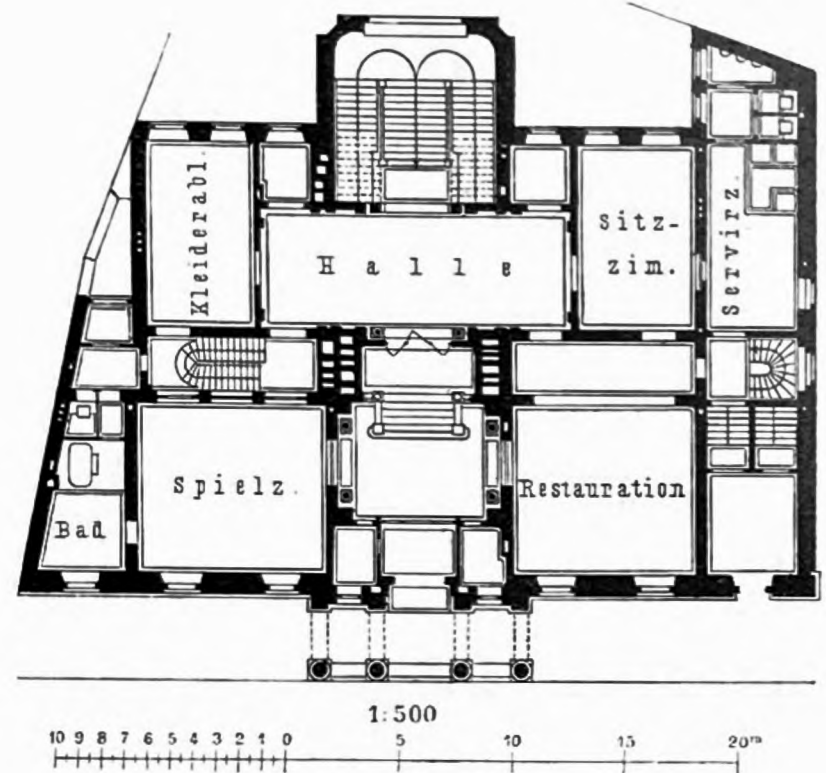 Kleiderabl.
Halle
Sitz-
zim.
Servirz.
Spielz.
Restauration
Bad
1:500
10 9 8 7 6 5 4 3 2 1 0 5 10 15 20m